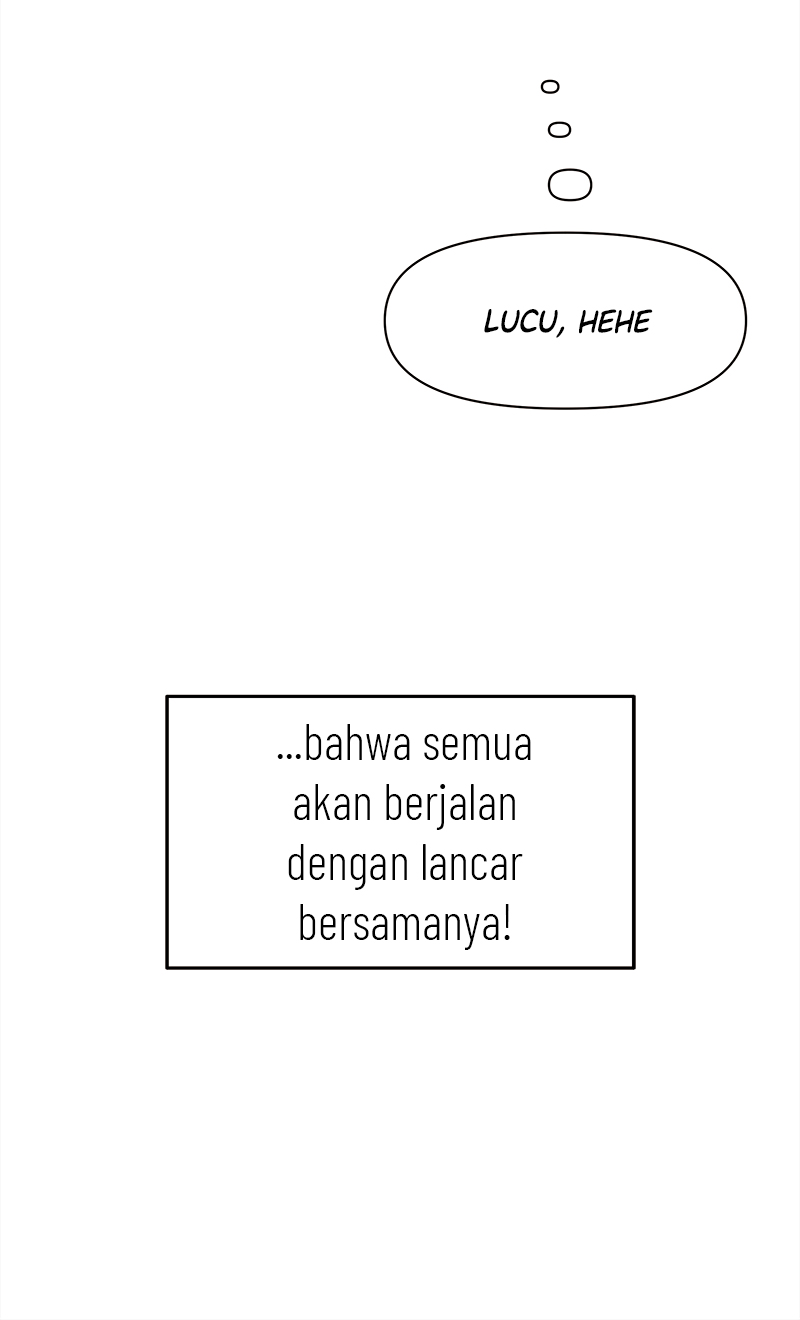 LUCU, HEHE
...bahwa semua
akan berjalan
dengan lancar
bersamanya!